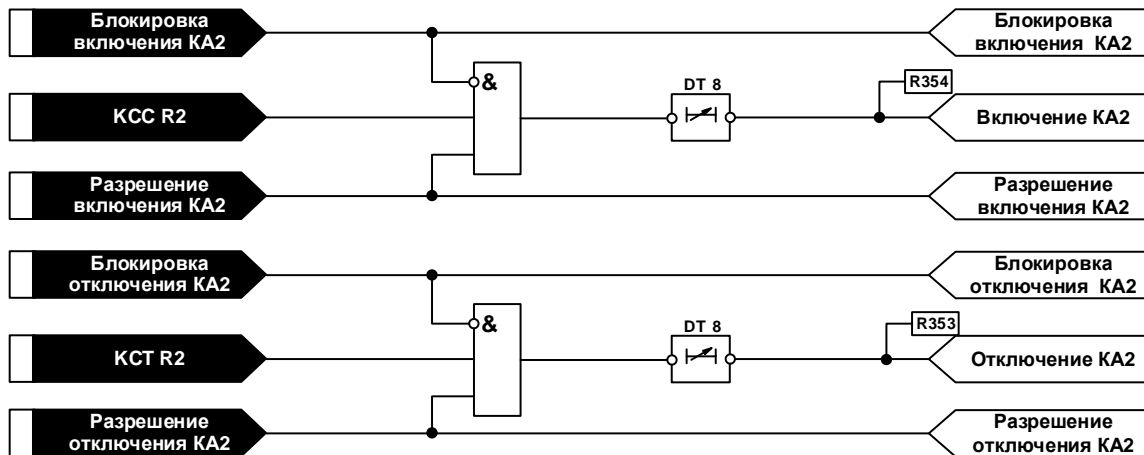 Блокировка
включения КА2
Блокировка
включения КА2
&
DT 8
R354
КСС R2
Включение КА2
Разрешение
включения КА2
Разрешение
включения КА2
Блокировка
отключения КА2
Блокировка
отключения КА2
&
DT 8
R353
КСТ R2
Отключение КА2
Разрешение
отключения КА2
Разрешение
отключения КА2